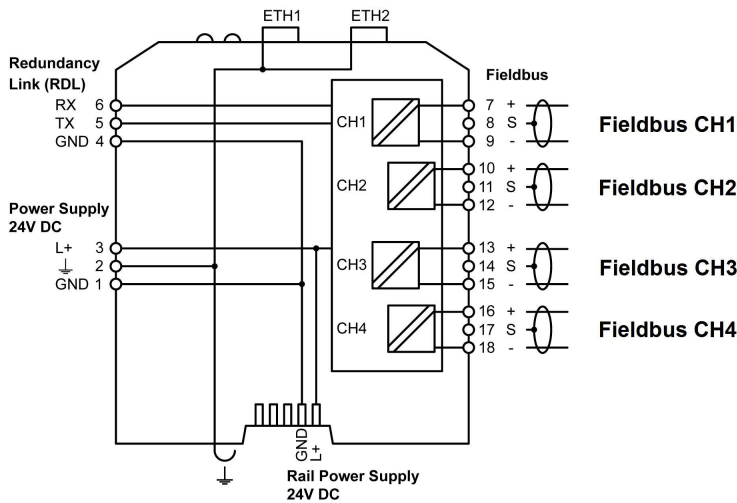 ETH1 ETH2
Redundancy
Link (RDL)
RX 6
TX 5
GND 4
Power Supply
24V DC
L+ 3
2
GND 1
CH1
CH2
CH3
CH4
Fieldbus
7 +
8 S
9 -
Fieldbus CH1
10 +
11 S
12 -
Fieldbus CH2
13 +
14 S
15 -
Fieldbus CH3
16 +
17 S
18 -
Fieldbus CH4
GND
L+
Rail Power Supply
24V DC